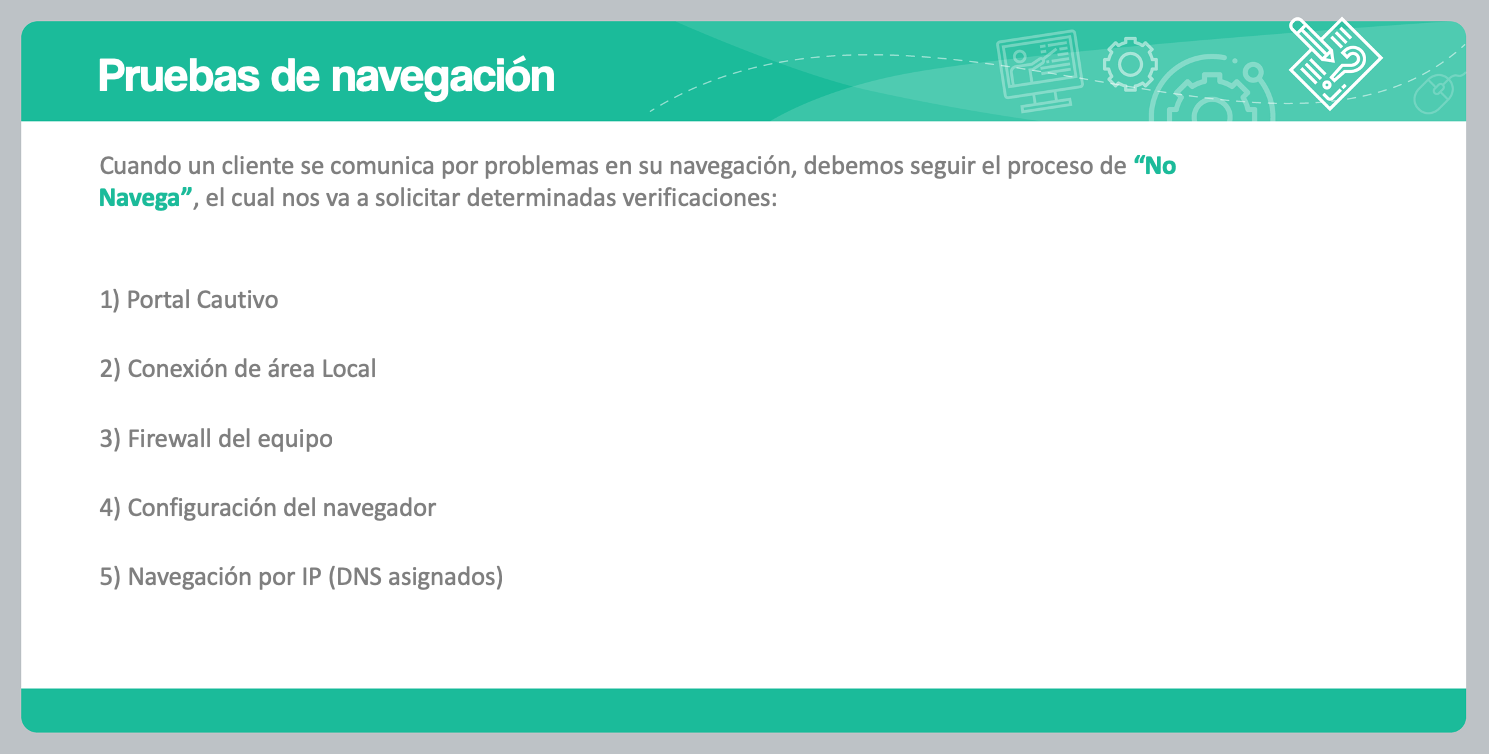 Pruebas de navegación
Cuando un cliente se comunica por problemas en su navegación, debemos seguir el proceso de “No
Navega”, el cual nos va a solicitar determinadas verificaciones:
1) Portal Cautivo
2) Conexión de área Local
3) Firewall del equipo
4) Configuración del navegador
5) Navegación por IP (DNS asignados)